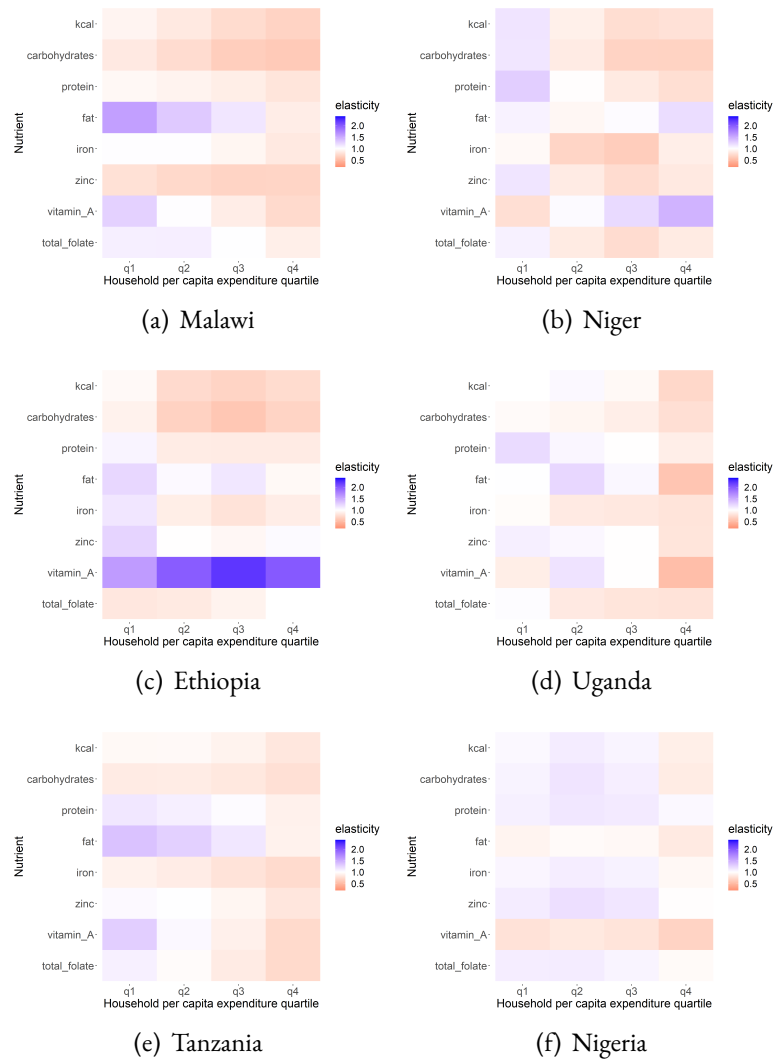 kcal
carbohydrates
protein
fat
iron
zinc
vitamin_A
total_folate
Nutrient
q1 q2 q3 q4
Household per capita expenditure quartile
elasticity
2.0
1.5
1.0
0.5
(a) Malawi
kcal
carbohydrates
protein
fat
iron
zinc
vitamin_A
total_folate
Nutrient
q1 q2 q3 q4
Household per capita expenditure quartile
elasticity
2.0
1.5
1.0
0.5
(b) Niger
kcal
carbohydrates
protein
fat
iron
zinc
vitamin_A
total_folate
Nutrient
q1 q2 q3 q4
Household per capita expenditure quartile
elasticity
2.0
1.5
1.0
0.5
(c) Ethiopia
kcal
carbohydrates
protein
fat
iron
zinc
vitamin_A
total_folate
Nutrient
q1 q2 q3 q4
Household per capita expenditure quartile
elasticity
2.0
1.5
1.0
0.5
(d) Uganda
kcal
carbohydrates
protein
fat
iron
zinc
vitamin_A
total_folate
Nutrient
q1 q2 q3 q4
Household per capita expenditure quartile
elasticity
2.0
1.5
1.0
0.5
(e) Tanzania
kcal
carbohydrates
protein
fat
iron
zinc
vitamin_A
total_folate
Nutrient
q1 q2 q3 q4
Household per capita expenditure quartile
elasticity
2.0
1.5
1.0
0.5
(f) Nigeria